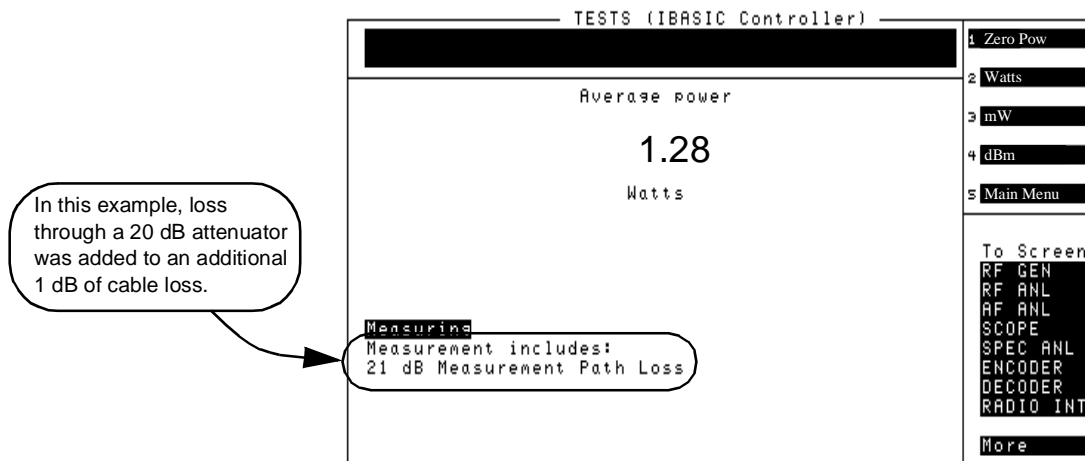 TESTS (IBASIC Controller)
Average power
1.28
Watts
In this example, loss
through a 20 dB attenuator
was added to an additional
1 dB of cable loss.
Measuring
Measurement includes:
21 dB Measurement Path Loss
1 Zero Pow
2 Watts
3 mW
4 dBm
5 Main Menu
To Screen
RF GEN
RF ANL
AF ANL
SCOPE
SPEC ANL
ENCODER
DECODER
RADIO INT
More